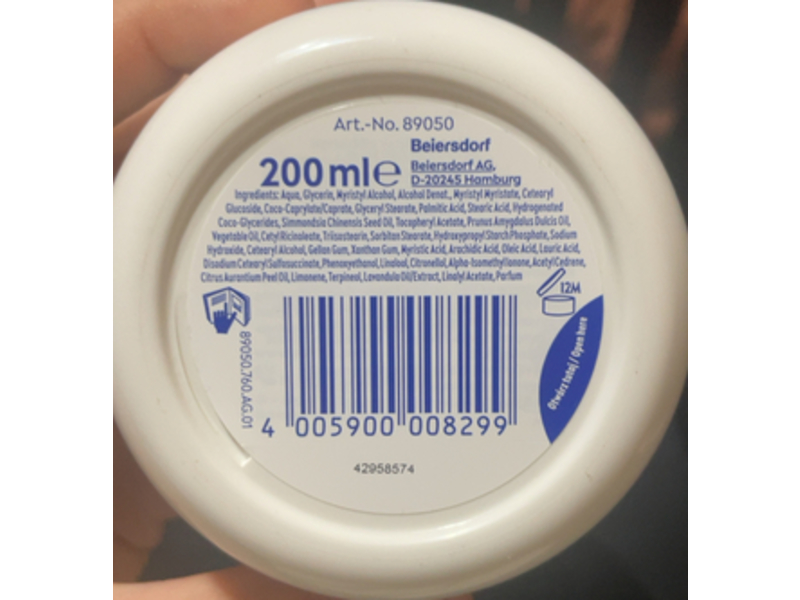 Art.-No. 89050
Beiersdorf
200 ml e
Beiersdorf AG,
D-20245 Hamburg
Ingredients: Aqua, Glycerin, Myristyl Alcohol, Alcohol Denat., Myristyl Myristate, Cetearyl
Glucoside, Coco-Caprylate/Caprate, Glyceryl Stearate, Palmitic Acid, Stearic Acid, Hydrogenated
Coco-Glycerides, Simmondsia Chinensis Seed Oil, Tocopheryl Acetate, Prunus Amygdalus Dulcis Oil,
Vegetable Oil, Cetyl Ricinoleate, Triisostearin, Sorbitan Stearate, Hydroxypropyl Starch Phosphate, Sodium
Hydroxide, Cetearyl Alcohol, Gellan Gum, Xanthan Gum, Myristic Acid, Arachidic Acid, Oleic Acid, Lauric Acid,
Disodium Cetearyl Sulfosuccinate, Phenoxyethanol, Linalool, Citronellol, Alpha-Isomethyl Ionone, Acetyl Cedrene,
Citrus Aurantium Peel Oil, Limonene, Terpineol, Lavandula Oil/Extract, Linalyl Acetate, Parfum
12M
Otwórz tutaj / Open here
89050.760.AG.01
4 005900 008299
42958574